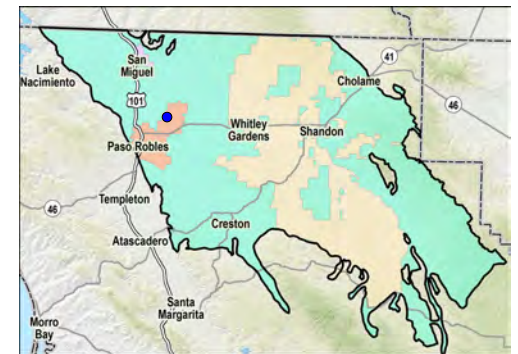 San
Miguel
Lake
Nacimiento
41
Cholame
101
46
Whitley
Gardens
Shandon
Paso Robles
Templeton
46
Creston
Atascadero
Santa
Margarita
Morro
Bay